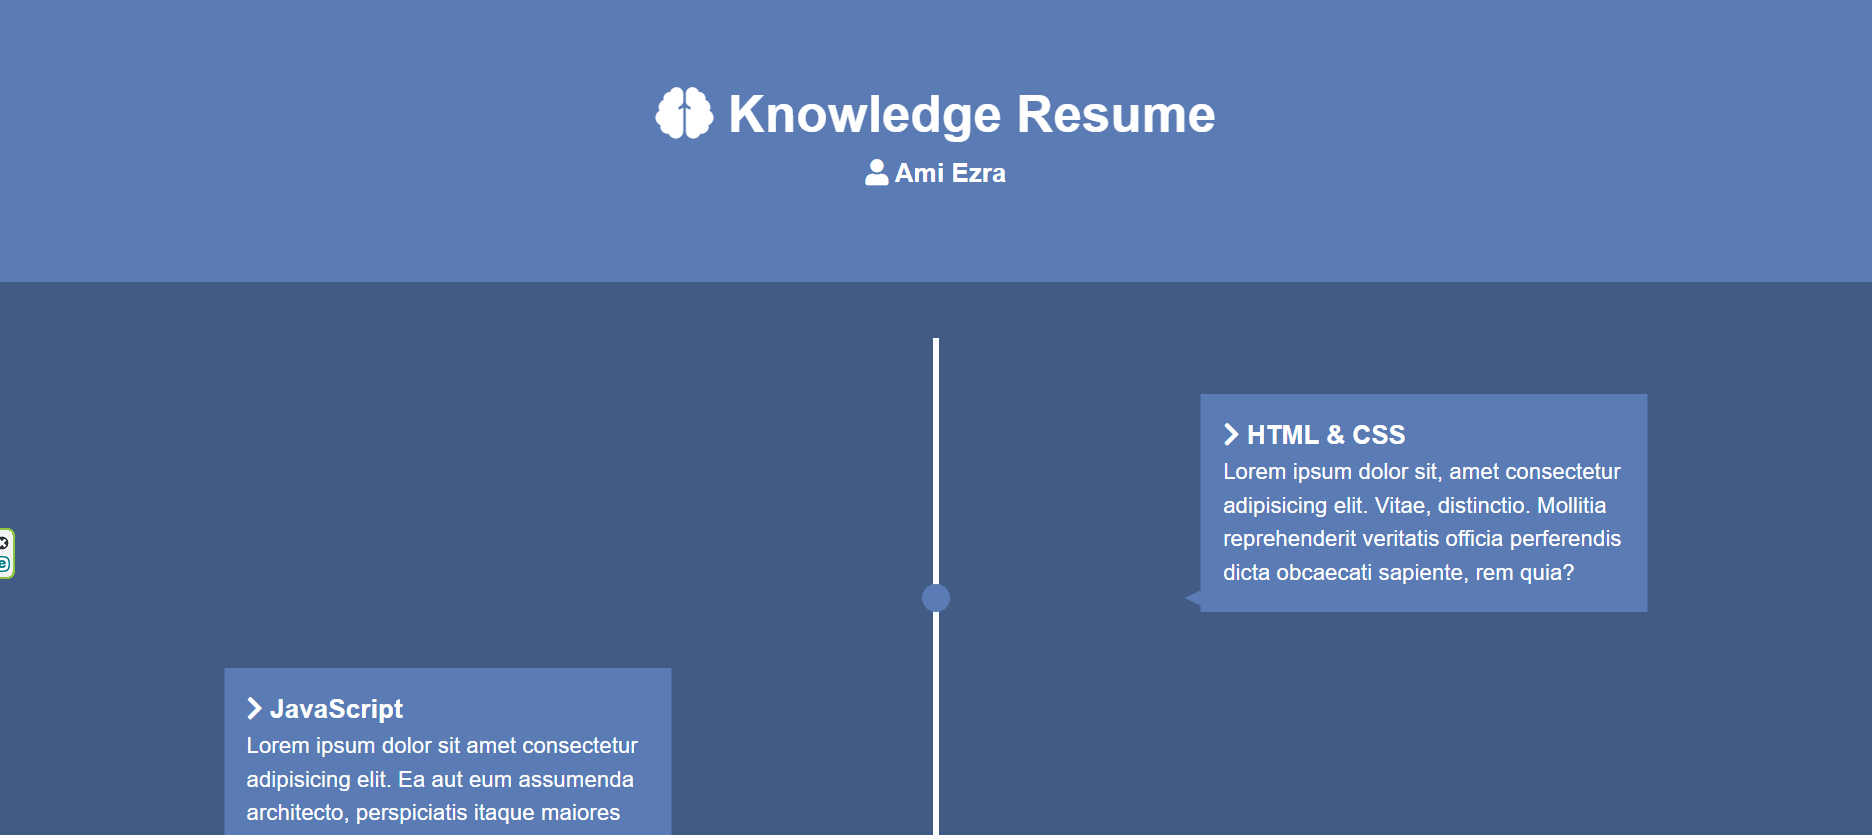 Knowledge Resume
Ami Ezra
HTML & CSS
Lorem ipsum dolor sit, amet consectetur
adipisicing elit. Vitae, distinctio. Mollitia
reprehenderit veritatis officia perferendis
dicta obcaecati sapiente, rem quia?
JavaScript
Lorem ipsum dolor sit amet consectetur
adipisicing elit. Ea aut eum assumenda
architecto, perspiciatis itaque maiores